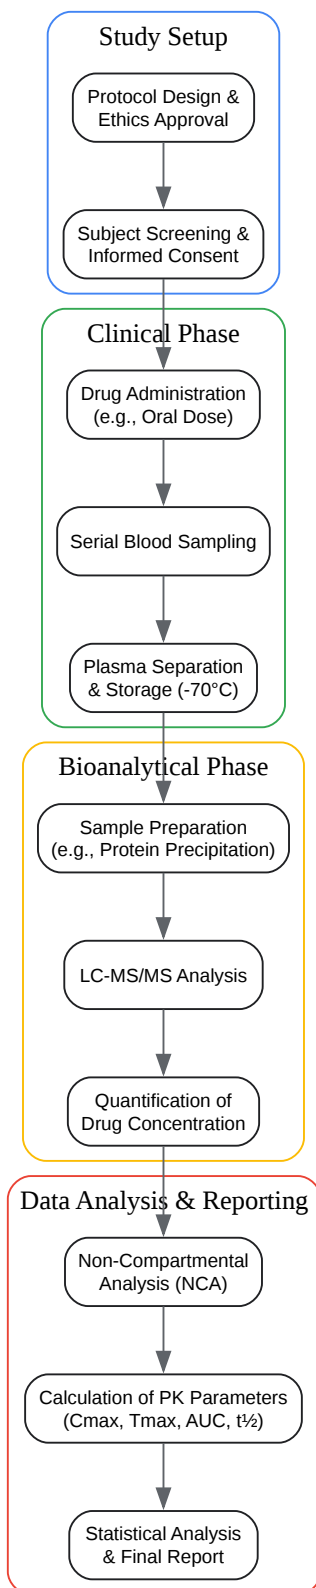 Study Setup
Protocol Design &
Ethics Approval
Subject Screening &
Informed Consent
Clinical Phase
Drug Administration
(e.g., Oral Dose)
Serial Blood Sampling
Plasma Separation
& Storage (-70°C)
Bioanalytical Phase
Sample Preparation
(e.g., Protein Precipitation)
LC-MS/MS Analysis
Quantification of
Drug Concentration
Data Analysis & Reporting
Non-Compartmental
Analysis (NCA)
Calculation of PK Parameters
(Cmax, Tmax, AUC, t½)
Statistical Analysis
& Final Report